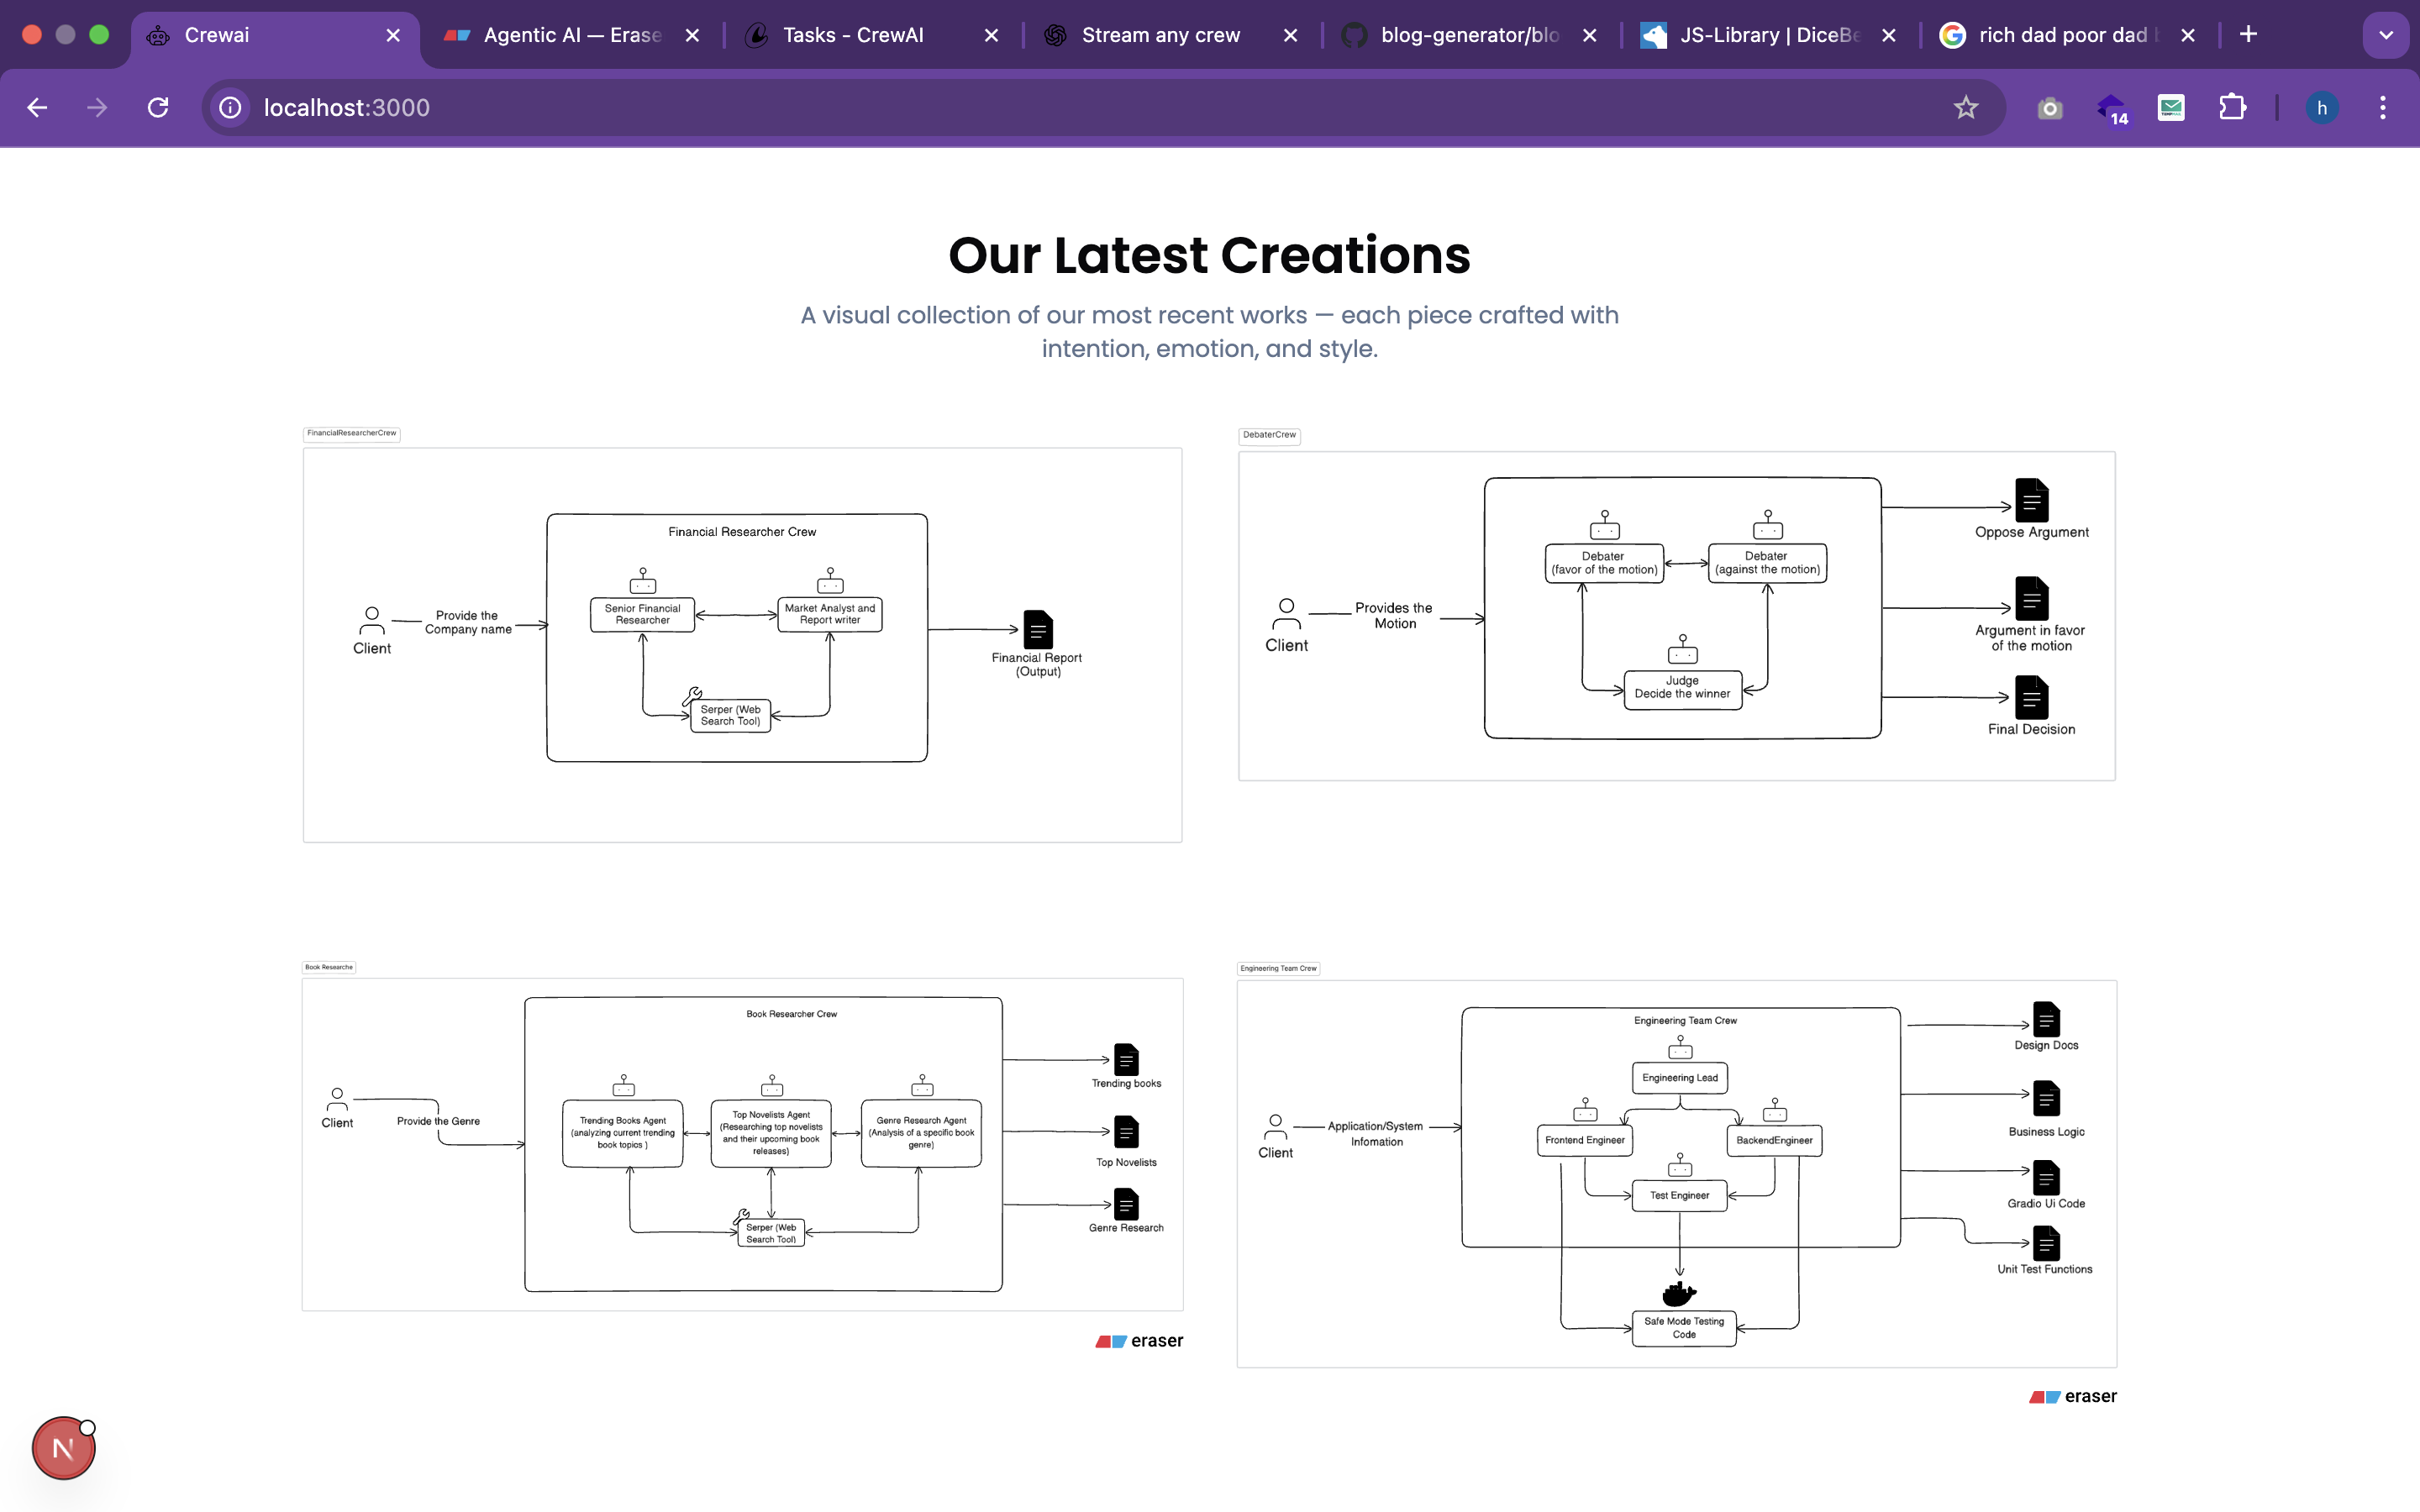 Crewai
Agentic AI — Erase
Tasks - CrewAI
Stream any crew
blog-generator/blo
JS-Library | DiceBe
rich dad poor dad
localhost:3000
14
h
Our Latest Creations
A visual collection of our most recent works — each piece crafted with
intention, emotion, and style.
FinancialResearcherCrew
Financial Researcher Crew
Senior Financial
Researcher
Market Analyst and
Report writer
Provide the
Company name
Client
Serper (Web
Search Tool)
Financial Report
(Output)
DebaterCrew
Debater
(favor of the motion)
Debater
(against the motion)
Provides the
Motion
Client
Judge
Decide the winner
Oppose Argument
Argument in favor
of the motion
Final Decision
Book Researche
Book Researcher Crew
Client
Provide the Genre
Trending Books Agent
(analyzing current trending
book topics )
Top Novelists Agent
(Researching top novelists
and their upcoming book
releases)
Genre Research Agent
(Analysis of a specific book
genre)
Serper (Web
Search Tool)
Trending books
Top Novelists
Genre Research
eraser
Engineering Team Crew
Engineering Team Crew
Engineering Lead
Frontend Engineer
BackendEngineer
Test Engineer
Client
Application/System
Infomation
Safe Mode Testing
Code
Design Docs
Business Logic
Gradio Ui Code
Unit Test Functions
eraser
N